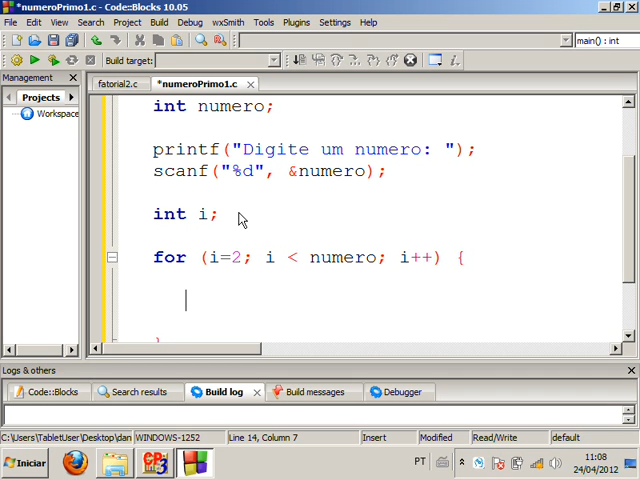 *numeroPrimo1.c - Code::Blocks 10.05
File Edit View Search Project Build Debug wxSmith Tools Plugins Settings Help
main() : int
Build target:
Management
Projects
Workspace
fatorial2.c *numeroPrimo1.c
int numero;
printf("Digite um numero: ");
scanf("%d", &numero);
int i;
for (i=2; i < numero; i++) {
}
Logs & others
Code::Blocks Search results Build log Build messages Debugger
C:\Users\TabletUser\Desktop\dan WINDOWS-1252 Line 14, Column 7 Insert Modified Read/Write default
Iniciar PT 11:08
24/04/2012